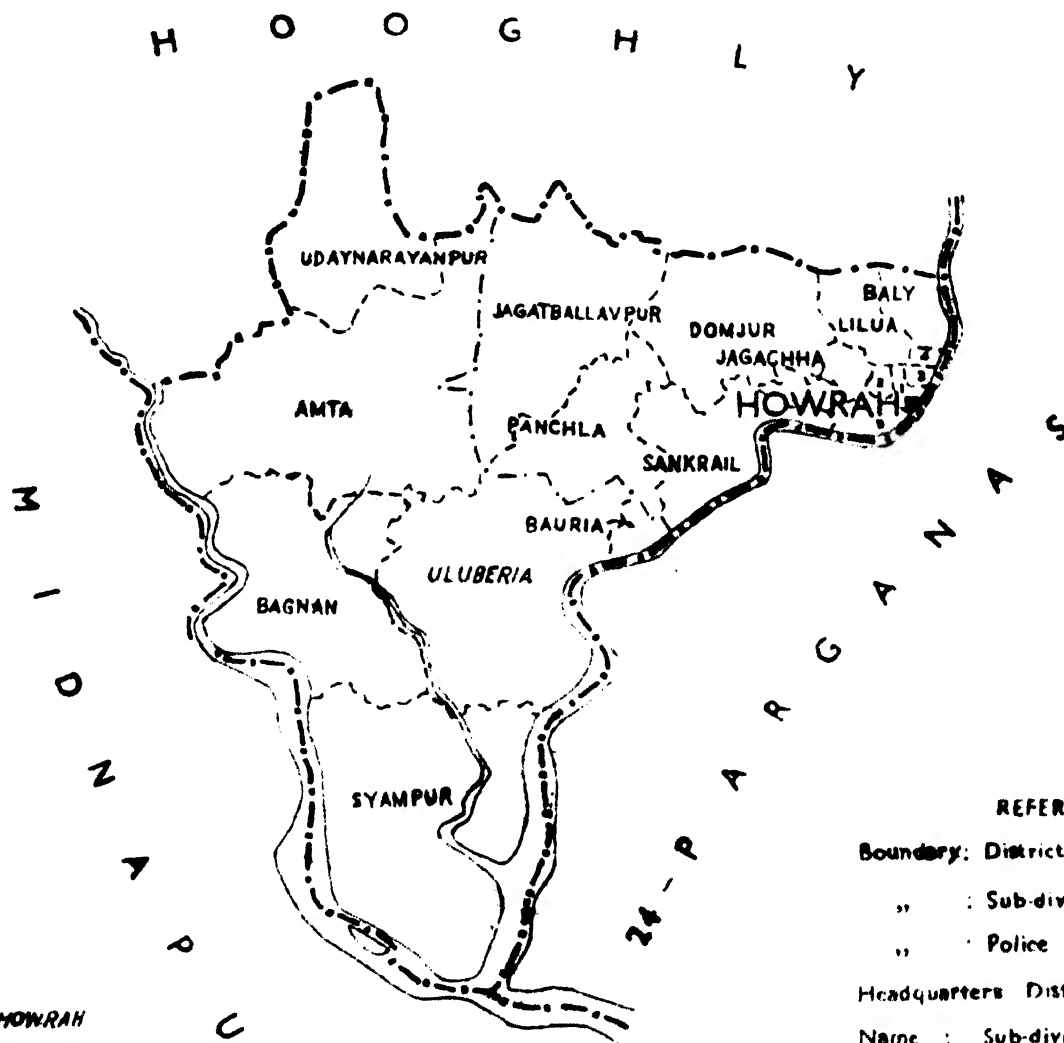 HOOGHLY
UDAYNARAYANPUR
BALY
JAGATBALLAVPUR
LILUA
DOMJUR
JAGACHHA
AMTA
HOWRAH
PANCHLA
SANKRAIL
BAURIA
ULUBERIA
BAGNAN
SYAMPUR
MIDNAPU
24-PARGANAS
REFER
Boundary: District
„ : Sub-div
„ : Police
Headquarters Dist
Name : Sub-div
HOWRAH